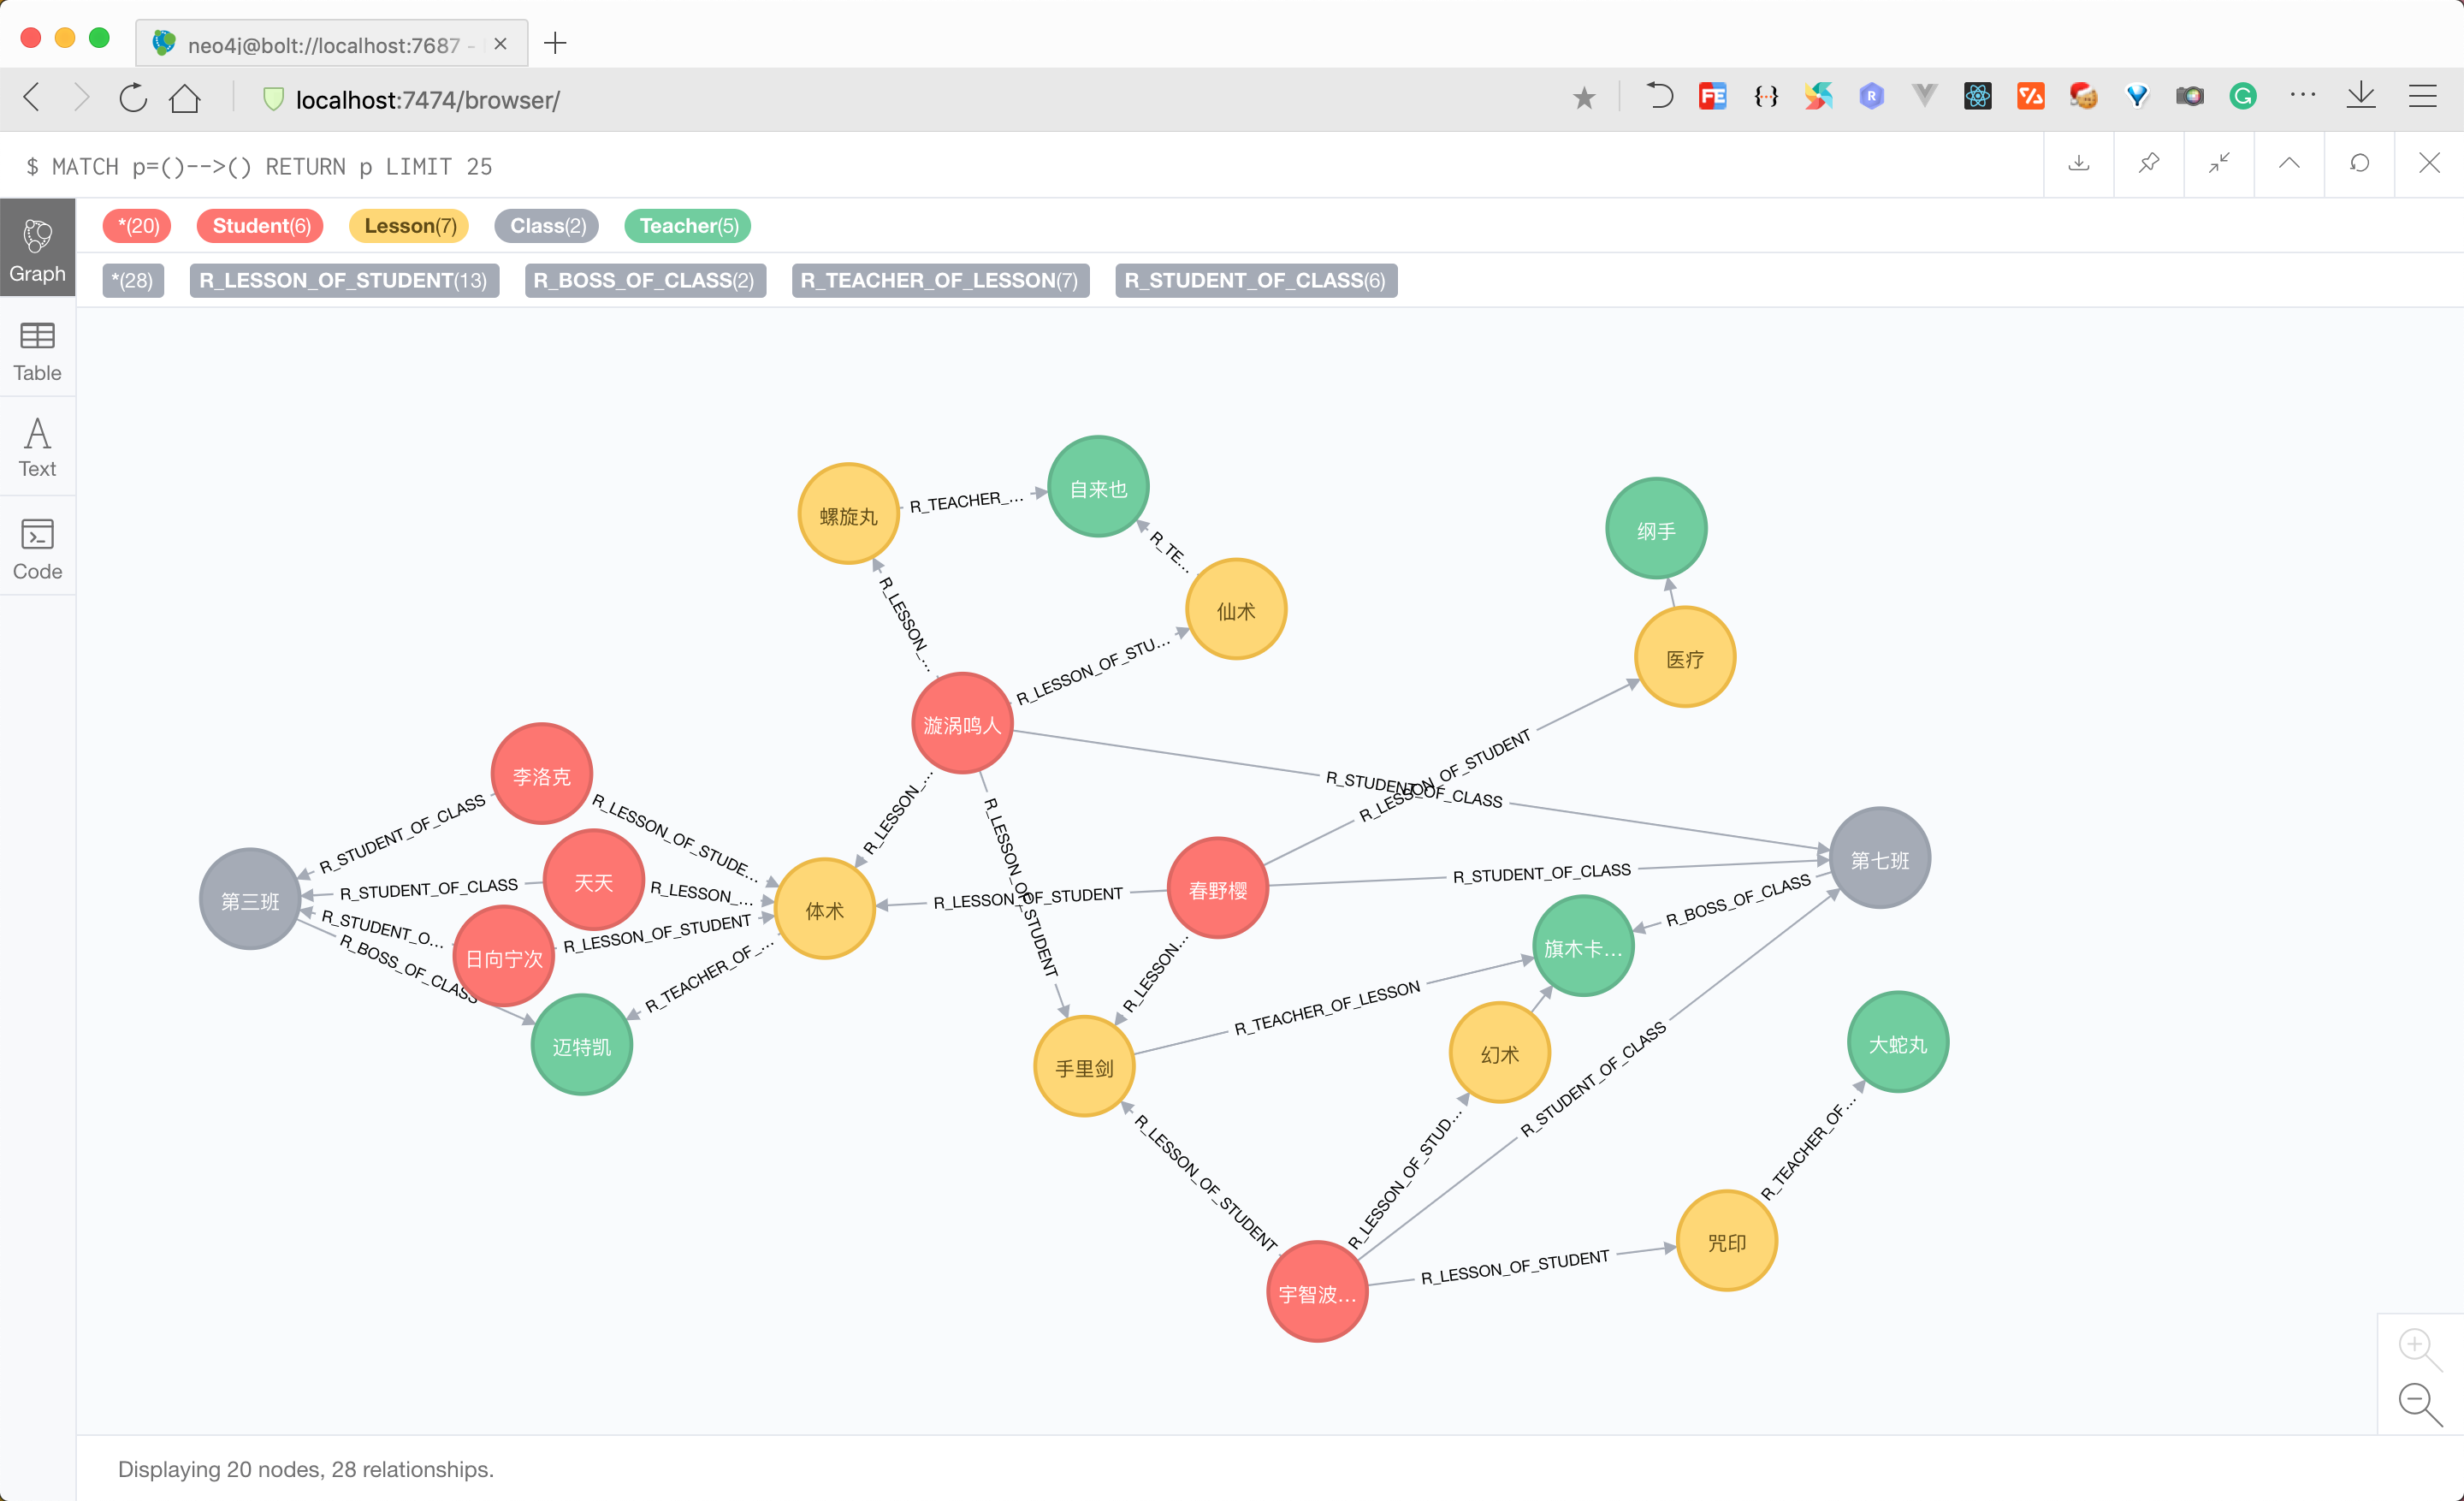 neo4j@bolt://localhost:7687 -
localhost:7474/browser/
$ MATCH p=()-->() RETURN p LIMIT 25
*(20) Student(6) Lesson(7) Class(2) Teacher(5)
*(28) R_LESSON_OF_STUDENT(13) R_BOSS_OF_CLASS(2) R_TEACHER_OF_LESSON(7) R_STUDENT_OF_CLASS(6)
Graph
Table
Text
Code
自来也
螺旋丸
R_TEACHER_…
纲手
R_TE…
仙术
R_LESSON_…
R_LESSON_OF_STU…
医疗
漩涡鸣人
李洛克
R_STUDENT_OF_CLASS
R_LESSON_OF_STUDENT
R_STUDENT_OF_CLASS
R_LESSON_OF_STUDE…
R_LESSON_…
R_LESSON_OF_STUDENT
第七班
天天
R_STUDENT_OF_CLASS
R_LESSON_…
第三班
体术
R_LESSON_OF_STUDENT
春野樱
R_STUDENT_OF_CLASS
R_BOSS_OF_CLASS
R_STUDENT_O…
R_LESSON_OF_STUDENT
旗木卡…
日向宁次
R_BOSS_OF_CLASS
R_TEACHER_OF_…
R_LESSON…
R_TEACHER_OF_LESSON
迈特凯
手里剑
幻术
大蛇丸
R_STUDENT_OF_CLASS
R_LESSON_OF_STUDENT
R_LESSON_OF_STUD…
R_TEACHER_OF…
咒印
R_LESSON_OF_STUDENT
宇智波…
Displaying 20 nodes, 28 relationships.